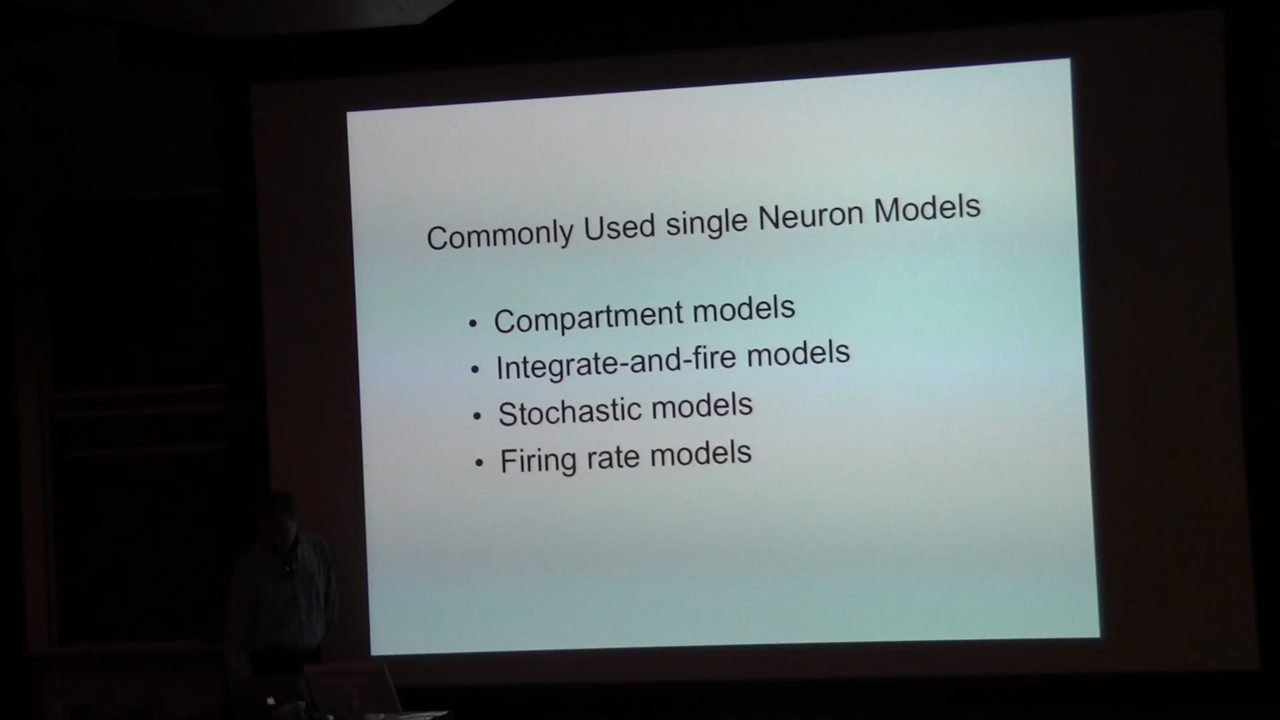 Commonly Used single Neuron Models
• Compartment models
• Integrate-and-fire models
• Stochastic models
• Firing rate models